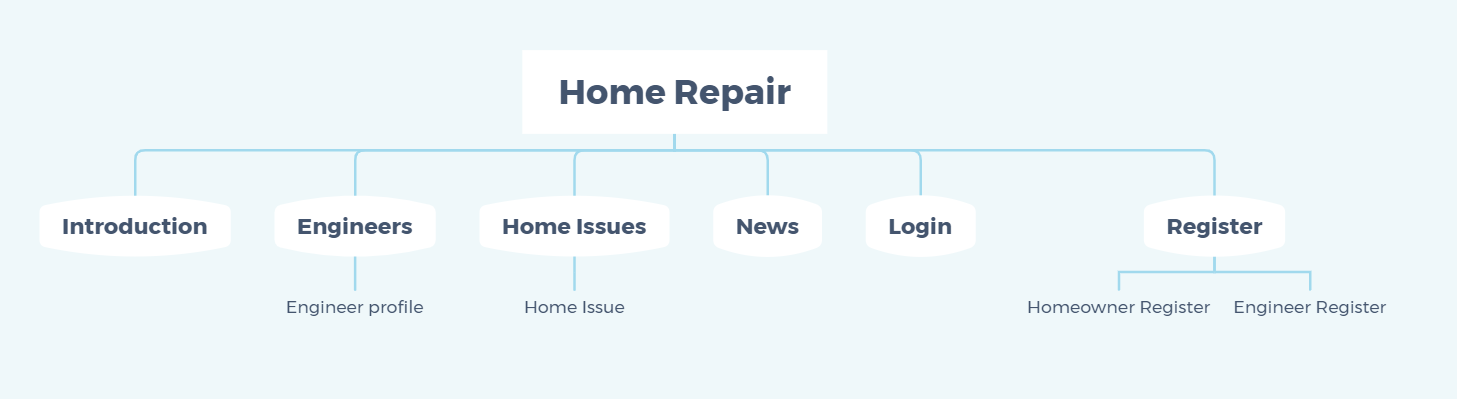 Home Repair
Introduction
Engineers
Home Issues
News
Login
Register
Engineer profile
Home Issue
Homeowner Register
Engineer Register